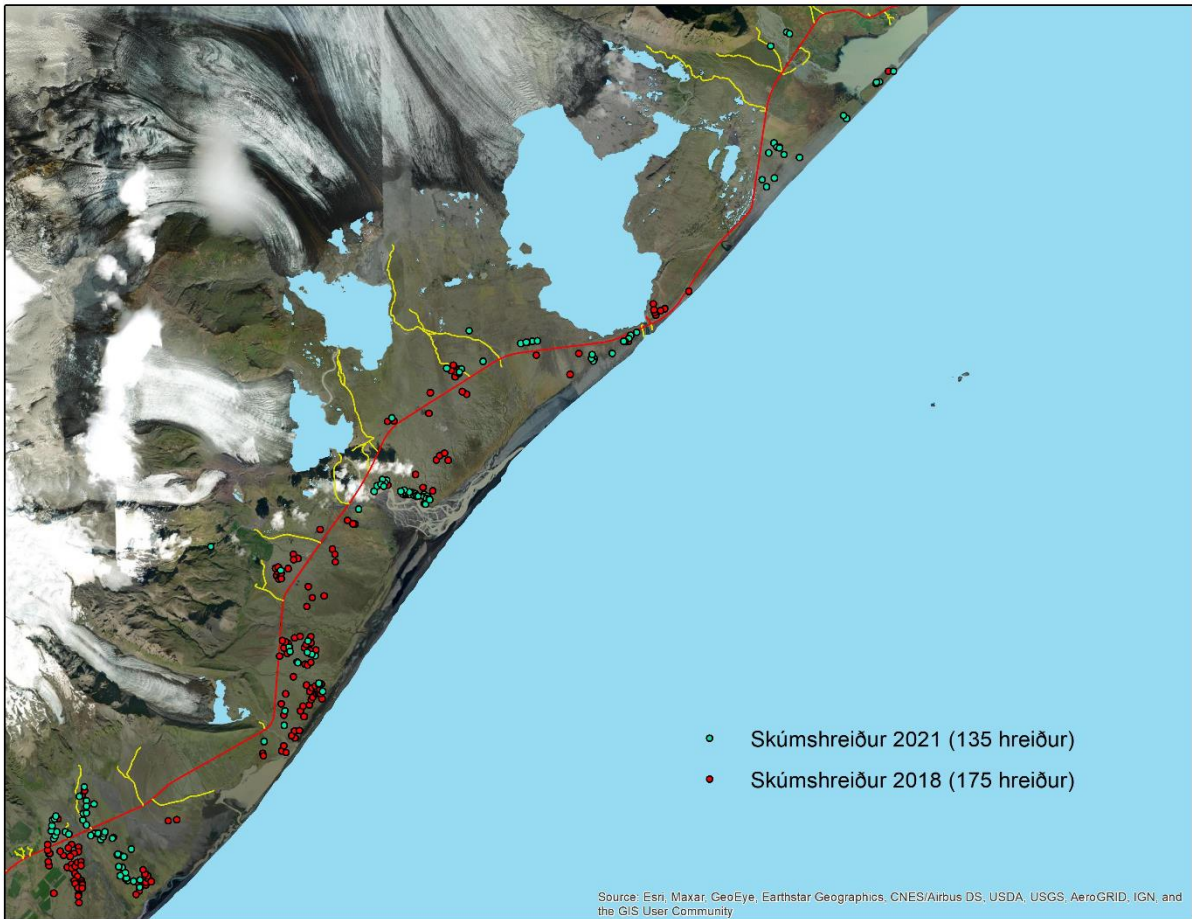 Skúmshreiður 2021 (135 hreiður)
Skúmshreiður 2018 (175 hreiður)
Source: Esri, Maxar, GeoEye, Earthstar Geographics, CNES/Airbus DS, USDA, USGS, AeroGRID, IGN, and
the GIS User Community